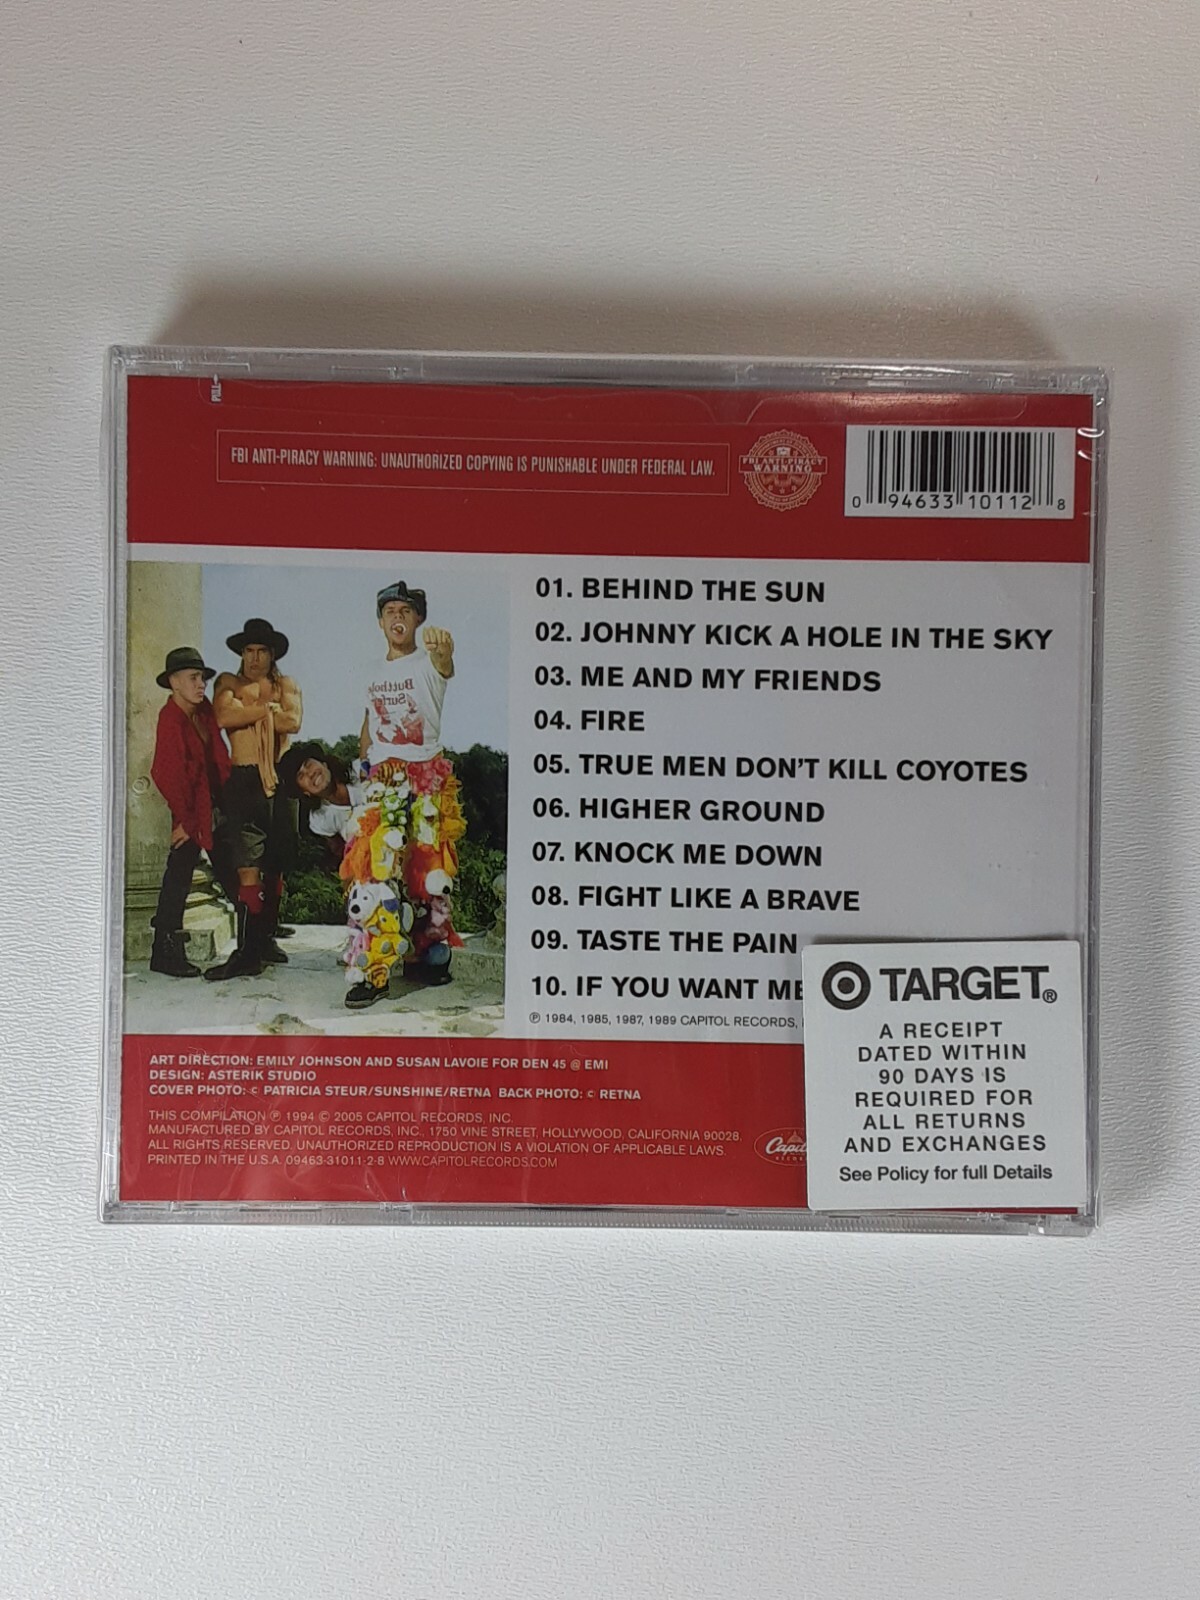 PULL
FBI ANTI-PIRACY WARNING: UNAUTHORIZED COPYING IS PUNISHABLE UNDER FEDERAL LAW.
FBI ANTI-PIRACY
WARNING
0 94633 10112 8
01. BEHIND THE SUN
02. JOHNNY KICK A HOLE IN THE SKY
03. ME AND MY FRIENDS
04. FIRE
05. TRUE MEN DON'T KILL COYOTES
06. HIGHER GROUND
07. KNOCK ME DOWN
08. FIGHT LIKE A BRAVE
09. TASTE THE PAIN
10. IF YOU WANT ME
℗ 1984, 1985, 1987, 1989 CAPITOL RECORDS,
Butthole
Surfers
ART DIRECTION: EMILY JOHNSON AND SUSAN LAVOIE FOR DEN 45 @ EMI
DESIGN: ASTERIK STUDIO
COVER PHOTO: © PATRICIA STEUR/SUNSHINE/RETNA BACK PHOTO: © RETNA
THIS COMPILATION ℗ 1994 © 2005 CAPITOL RECORDS, INC.
MANUFACTURED BY CAPITOL RECORDS, INC., 1750 VINE STREET, HOLLYWOOD, CALIFORNIA 90028.
ALL RIGHTS RESERVED. UNAUTHORIZED REPRODUCTION IS A VIOLATION OF APPLICABLE LAWS.
PRINTED IN THE U.S.A. 09463-31011-2-8 WWW.CAPITOLRECORDS.COM
TARGET®
A RECEIPT
DATED WITHIN
90 DAYS IS
REQUIRED FOR
ALL RETURNS
AND EXCHANGES
See Policy for full Details